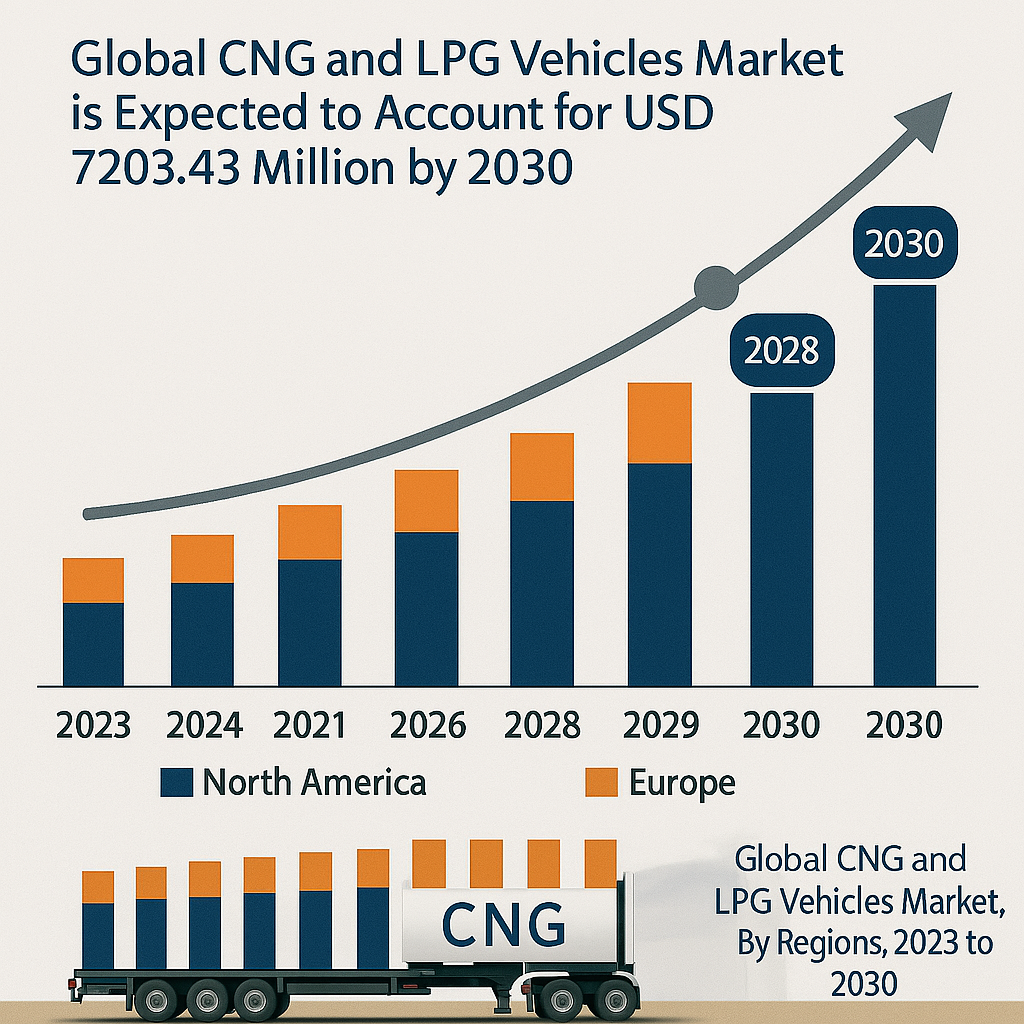 Global CNG and LPG Vehicles Market
is Expected to Account for USD
7203.43 Million by 2030
2030
2028
2023 2024 2021 2026 2028 2029 2030 2030
North America Europe
CNG
Global CNG and
LPG Vehicles Market,
By Regions, 2023 to
2030